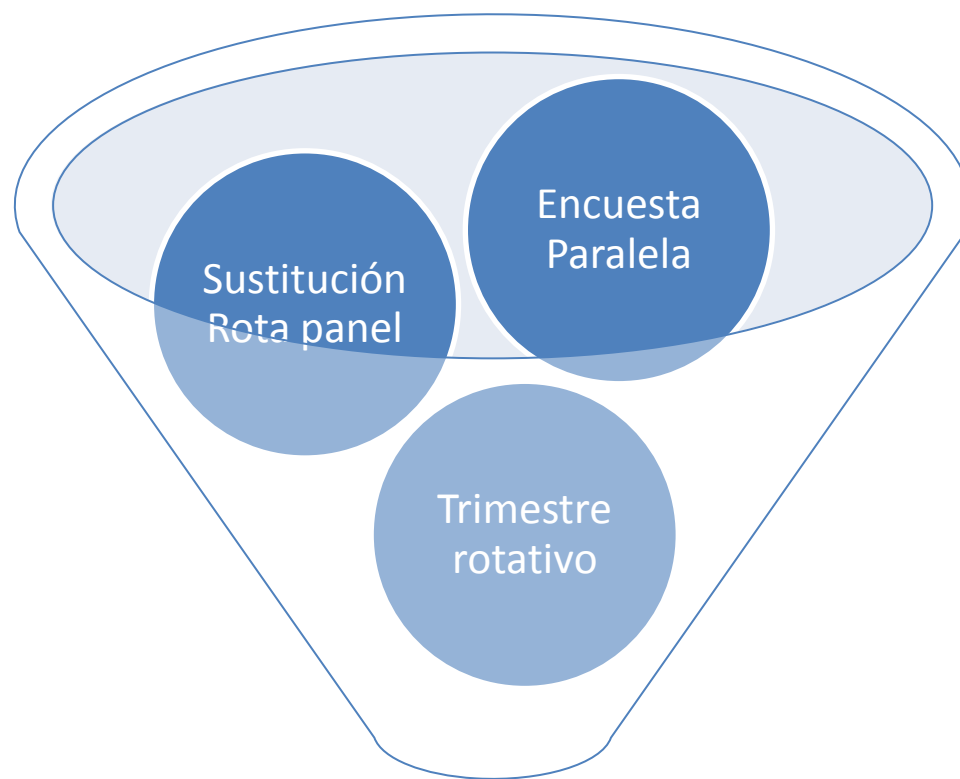 Encuesta
Paralela
Sustitución
Rota panel
Trimestre
rotativo